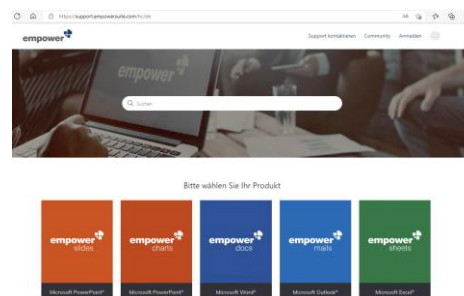 https://support.empowersuite.com/hc/de
empower
Support kontaktieren Community Anmelden
empower
Suchen
Bitte wählen Sie Ihr Produkt
empower slides
empower charts
empower docs
empower mails
empower sheets
Microsoft PowerPoint®
Microsoft PowerPoint®
Microsoft Word®
Microsoft Outlook®
Microsoft Excel®